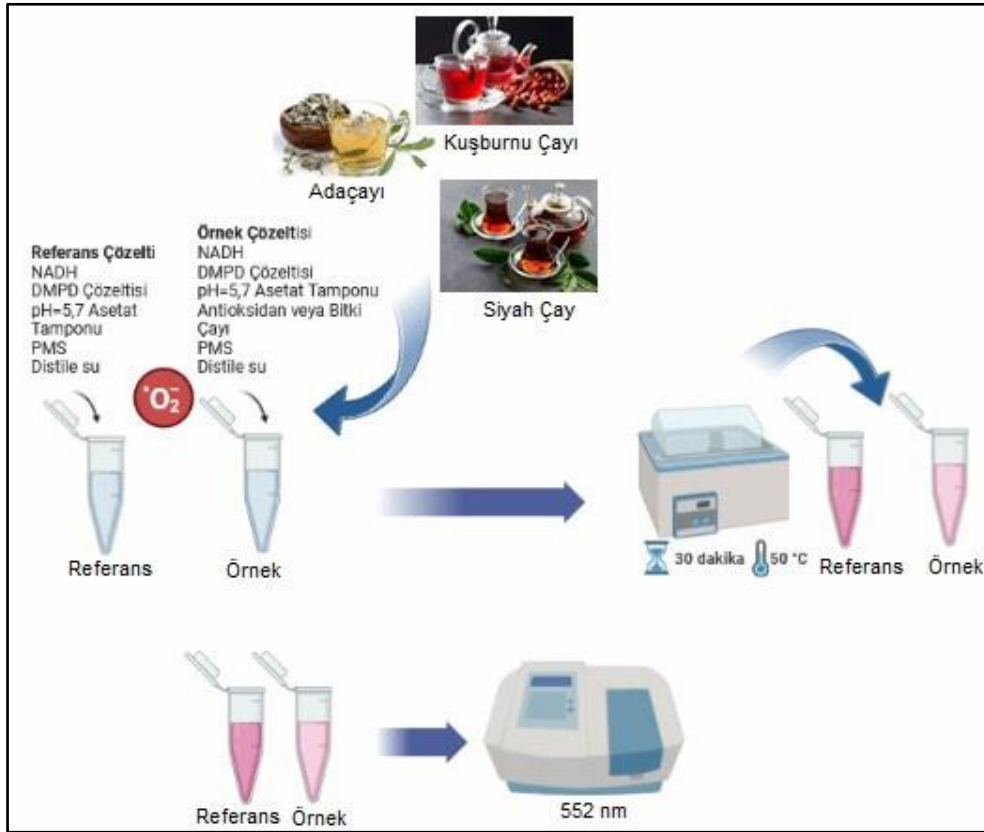 Kuşburnu Çayı
Adaçayı
Siyah Çay
Referans Çözelti
NADH
DMPD Çözeltisi
pH=5,7 Asetat
Tamponu
PMS
Distile su
Örnek Çözeltisi
NADH
DMPD Çözeltisi
pH=5,7 Asetat Tamponu
Antioksidan veya Bitki
Çayı
PMS
Distile su
•O₂⁻
Referans
Örnek
30 dakika
50 °C
Referans
Örnek
Referans
Örnek
552 nm